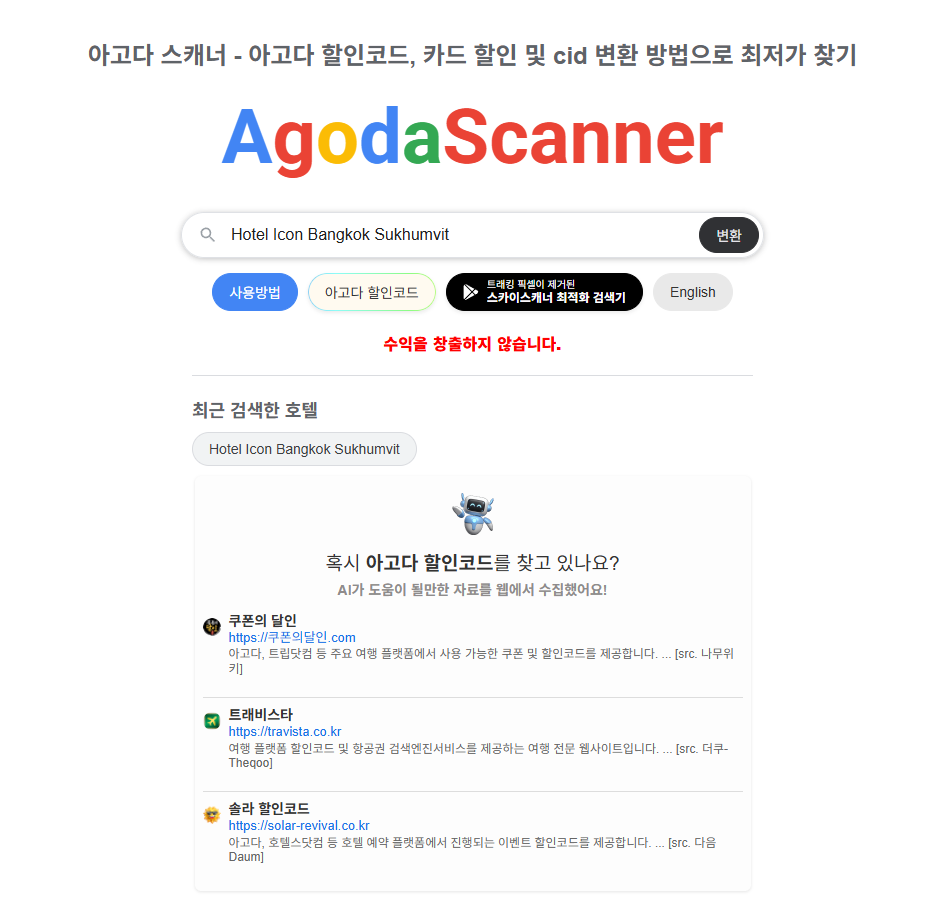 아고다 스캐너 - 아고다 할인코드, 카드 할인 및 cid 변환 방법으로 최저가 찾기
AgodaScanner
Hotel Icon Bangkok Sukhumvit
변환
사용방법
아고다 할인코드
트래킹 픽셀이 제거된
스카이스캐너 최적화 검색기
English
수익을 창출하지 않습니다.
최근 검색한 호텔
Hotel Icon Bangkok Sukhumvit
혹시 아고다 할인코드를 찾고 있나요?
AI가 도움이 될만한 자료를 웹에서 수집했어요!
쿠폰의 달인
https://쿠폰의달인.com
아고다, 트립닷컴 등 주요 여행 플랫폼에서 사용 가능한 쿠폰 및 할인코드를 제공합니다. ... [src. 나무위
키]
트래비스타
https://travista.co.kr
여행 플랫폼 할인코드 및 항공권 검색엔진서비스를 제공하는 여행 전문 웹사이트입니다. ... [src. 더쿠-
Theqoo]
솔라 할인코드
https://solar-revival.co.kr
아고다, 호텔스닷컴 등 호텔 예약 플랫폼에서 진행되는 이벤트 할인코드를 제공합니다. ... [src. 다음
Daum]